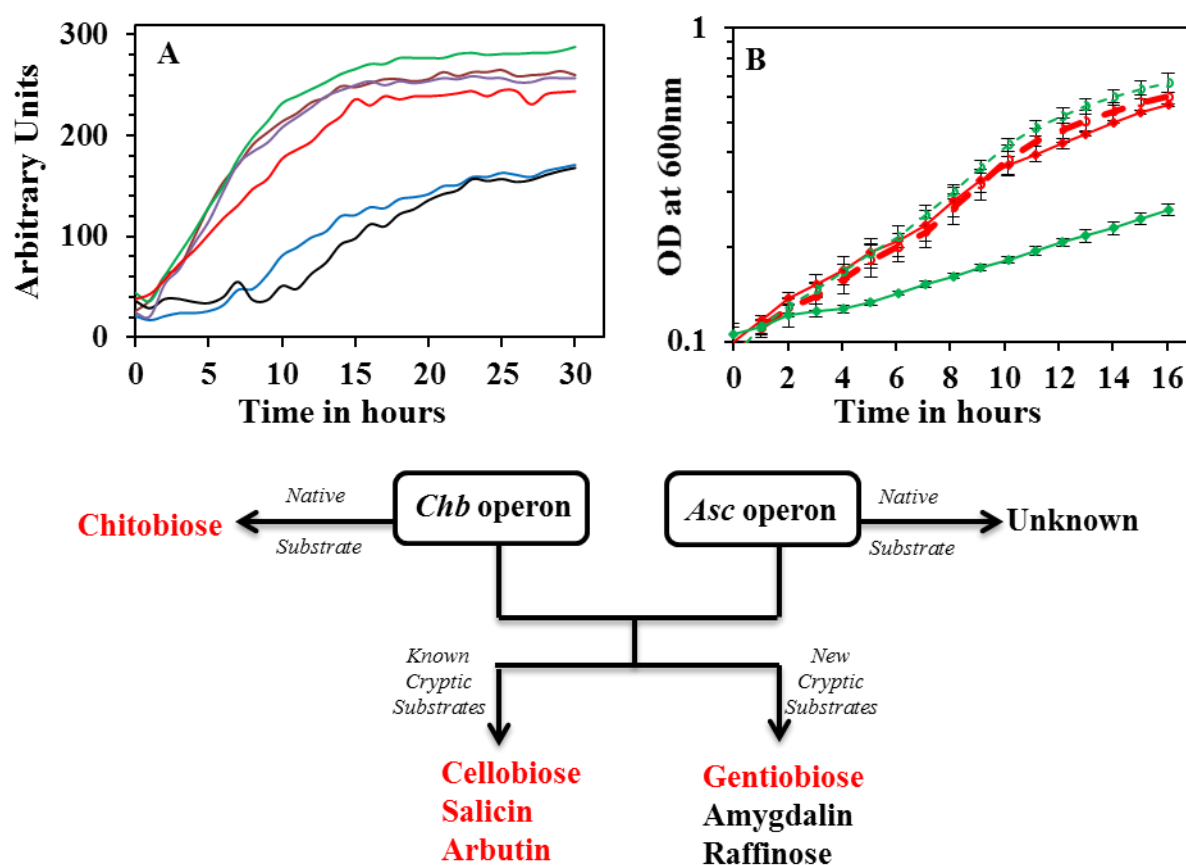 A
Arbitrary Units
300
200
100
0
0 5 10 15 20 25 30
Time in hours
B
OD at 600nm
1
0.1
0 2 4 6 8 10 12 14 16
Time in hours
Chb operon
Asc operon
Native
Substrate
Chitobiose
Native
Substrate
Unknown
Known
Cryptic
Substrates
New
Cryptic
Substrates
Cellobiose
Salicin
Arbutin
Gentiobiose
Amygdalin
Raffinose